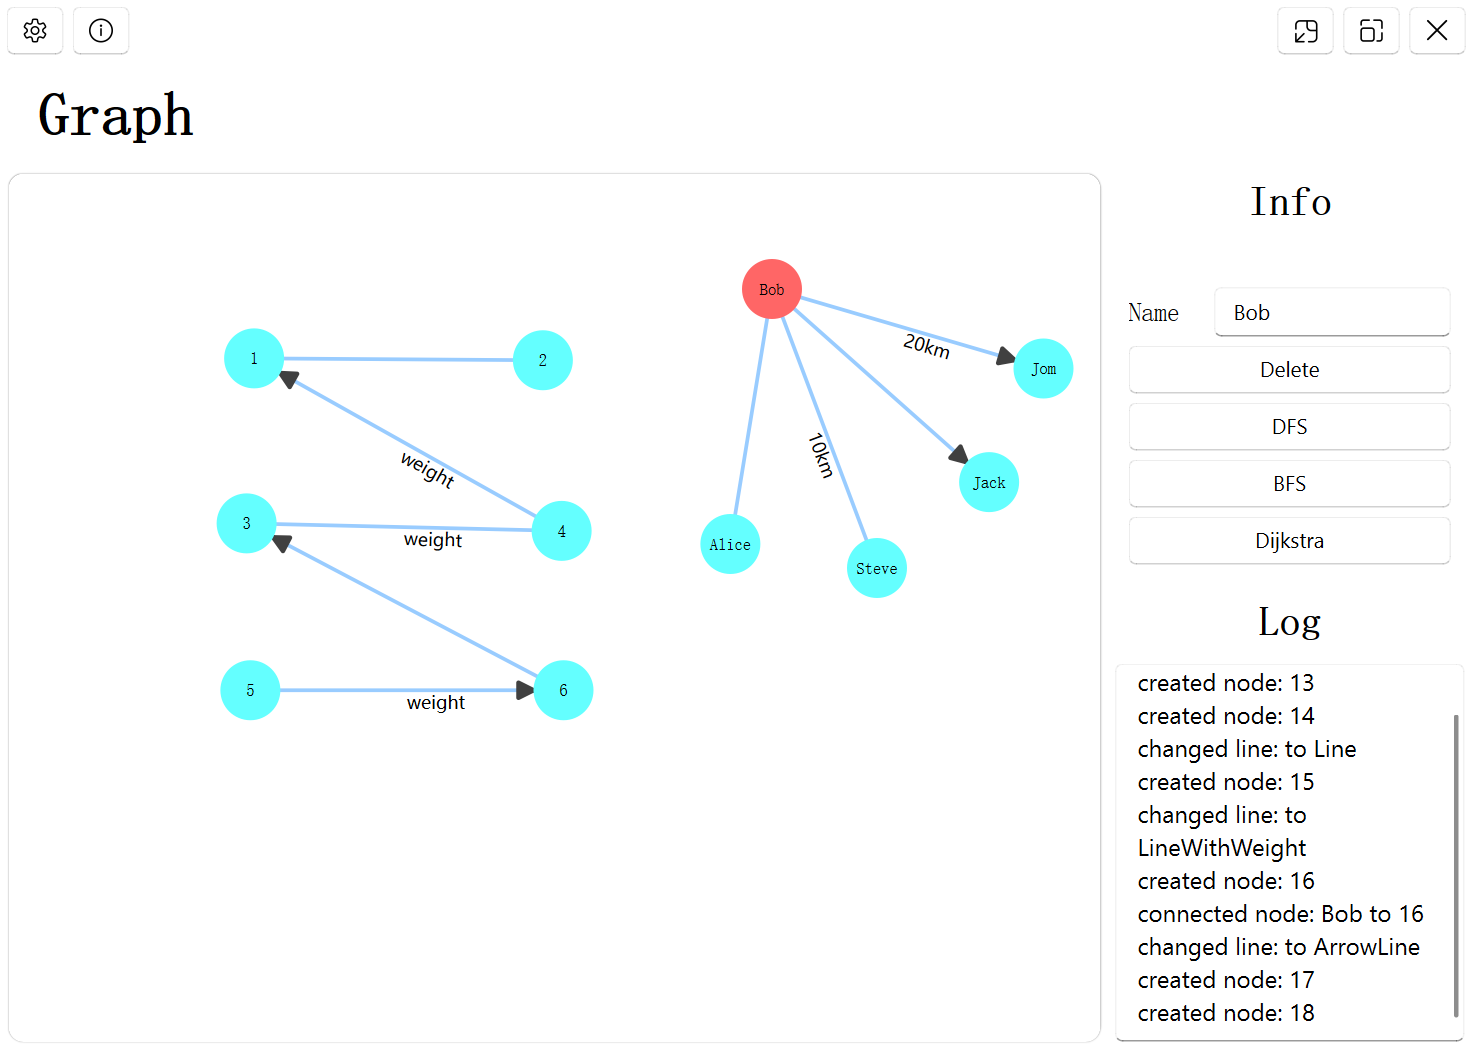 Graph
Bob
1
2
20km
Jom
weight
10km
Jack
3
4
weight
Alice
Steve
5
6
weight
Info
Name
Bob
Delete
DFS
BFS
Dijkstra
Log
created node: 13
created node: 14
changed line: to Line
created node: 15
changed line: to
LineWithWeight
created node: 16
connected node: Bob to 16
changed line: to ArrowLine
created node: 17
created node: 18